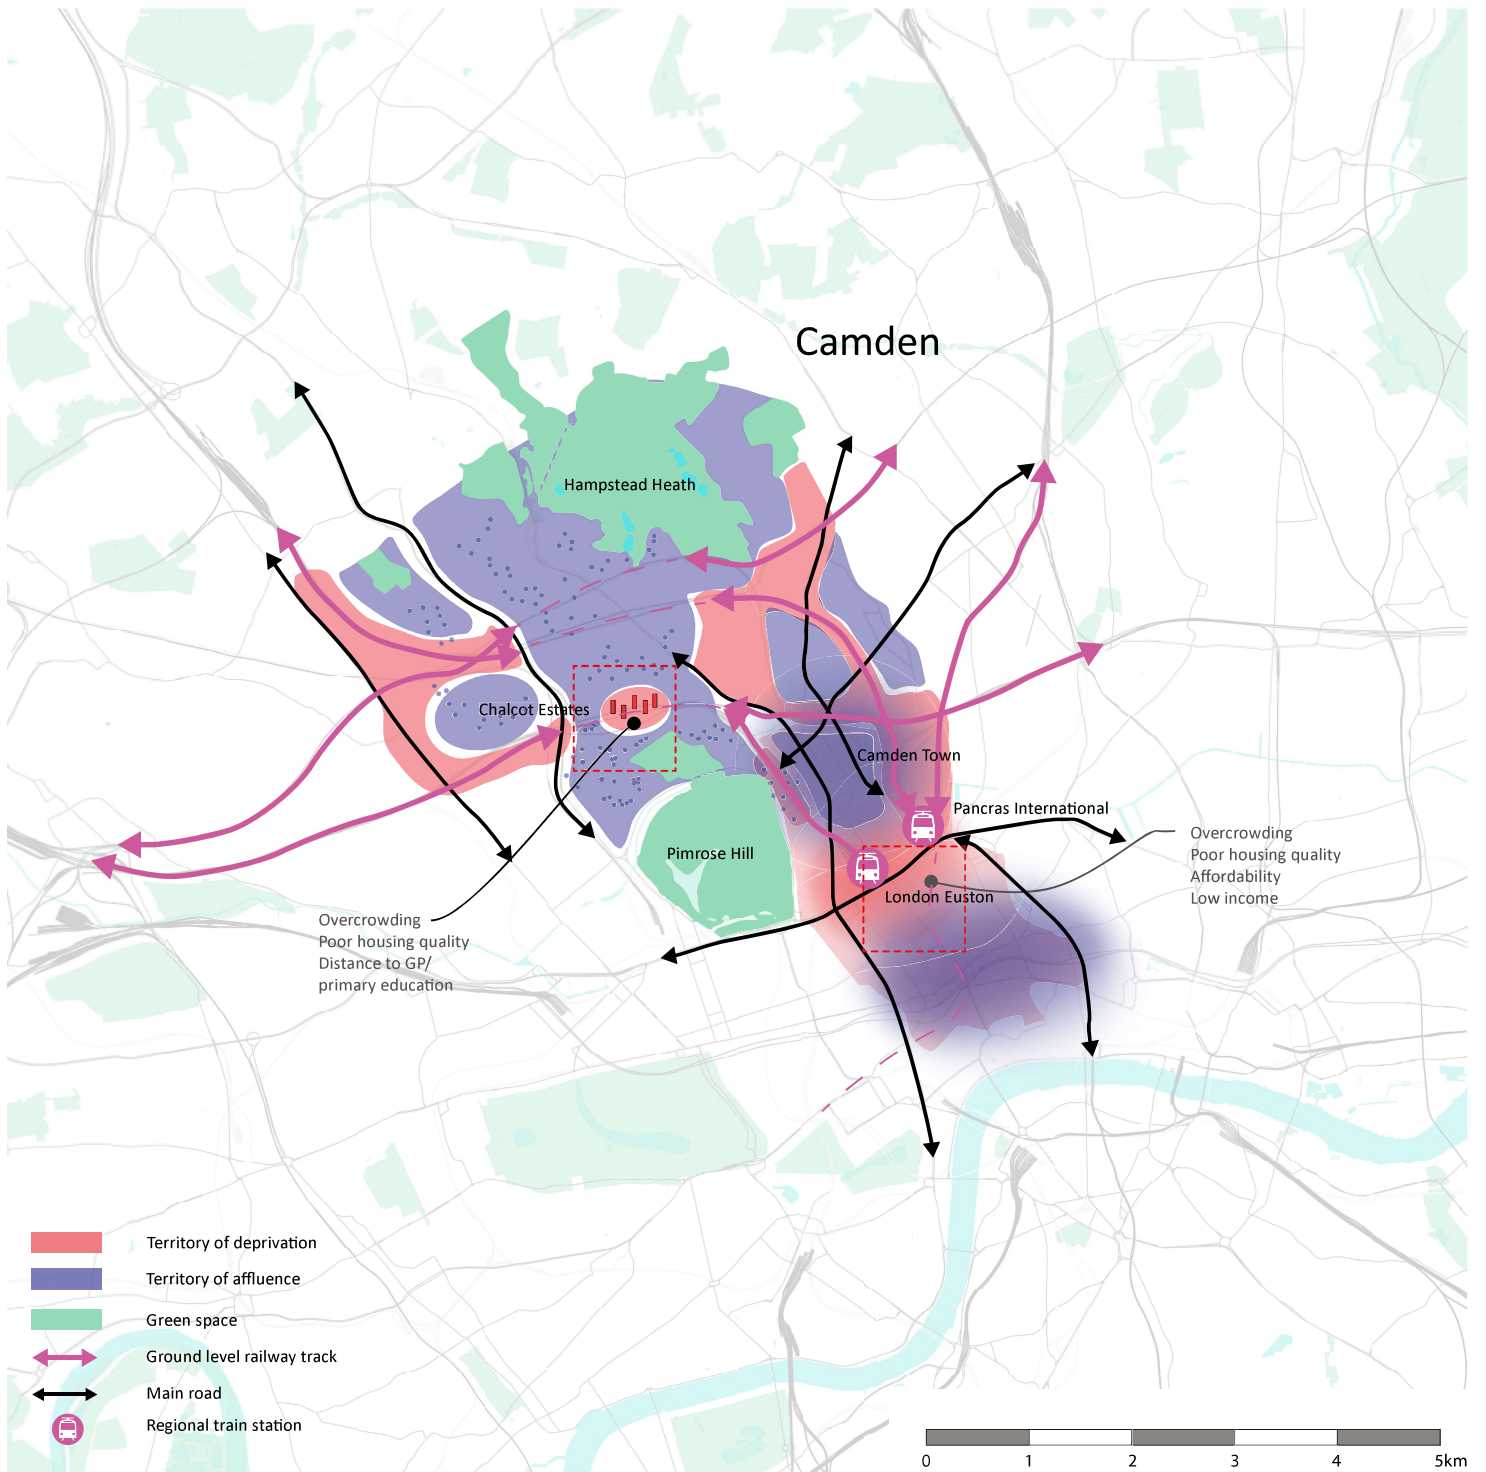 Camden
Hampstead Heath
Chalcot Estates
Camden Town
Pancras International
Pimrose Hill
London Euston
Overcrowding
Poor housing quality
Affordability
Low income
Overcrowding
Poor housing quality
Distance to GP/
primary education
Territory of deprivation
Territory of affluence
Green space
Ground level railway track
Main road
Regional train station
0 1 2 3 4 5km